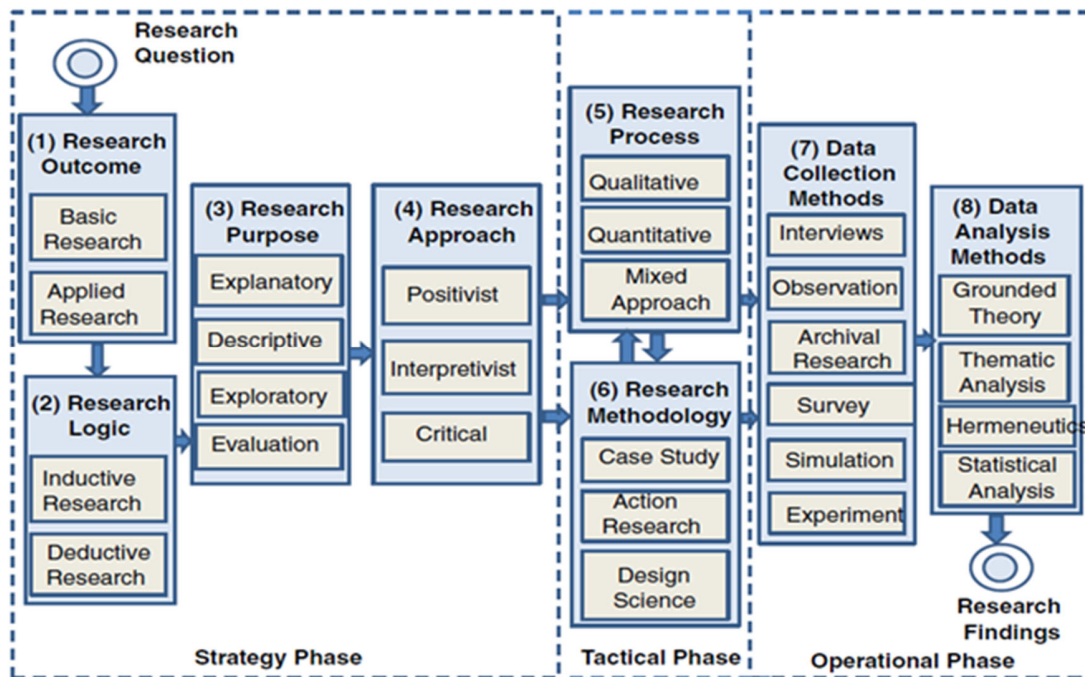 Research
Question
(1) Research
Outcome
Basic
Research
Applied
Research
(2) Research
Logic
Inductive
Research
Deductive
Research
(3) Research
Purpose
Explanatory
Descriptive
Exploratory
Evaluation
(4) Research
Approach
Positivist
Interpretivist
Critical
Strategy Phase
(5) Research
Process
Qualitative
Quantitative
Mixed
Approach
(6) Research
Methodology
Case Study
Action
Research
Design
Science
Tactical Phase
(7) Data
Collection
Methods
Interviews
Observation
Archival
Research
Survey
Simulation
Experiment
(8) Data
Analysis
Methods
Grounded
Theory
Thematic
Analysis
Hermeneutics
Statistical
Analysis
Research
Findings
Operational Phase